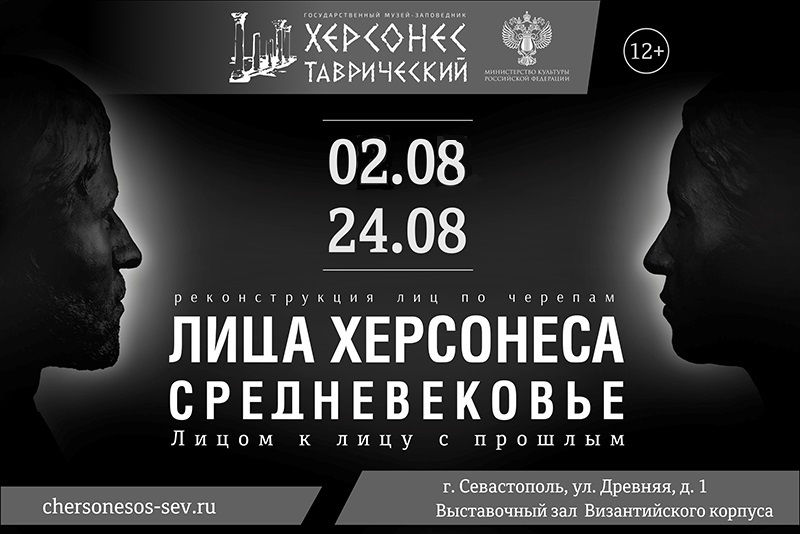 ГОСУДАРСТВЕННЫЙ МУЗЕЙ-ЗАПОВЕДНИК
ХЕРСОНЕС
ТАВРИЧЕСКИЙ
МИНИСТЕРСТВО КУЛЬТУРЫ
РОССИЙСКОЙ ФЕДЕРАЦИИ
12+
02.08
24.08
реконструкция лиц по черепам
ЛИЦА ХЕРСОНЕСА
СРЕДНЕВЕКОВЬЕ
Лицом к лицу с прошлым
chersonesos-sev.ru
г. Севастополь, ул. Древняя, д. 1
Выставочный зал Византийского корпуса